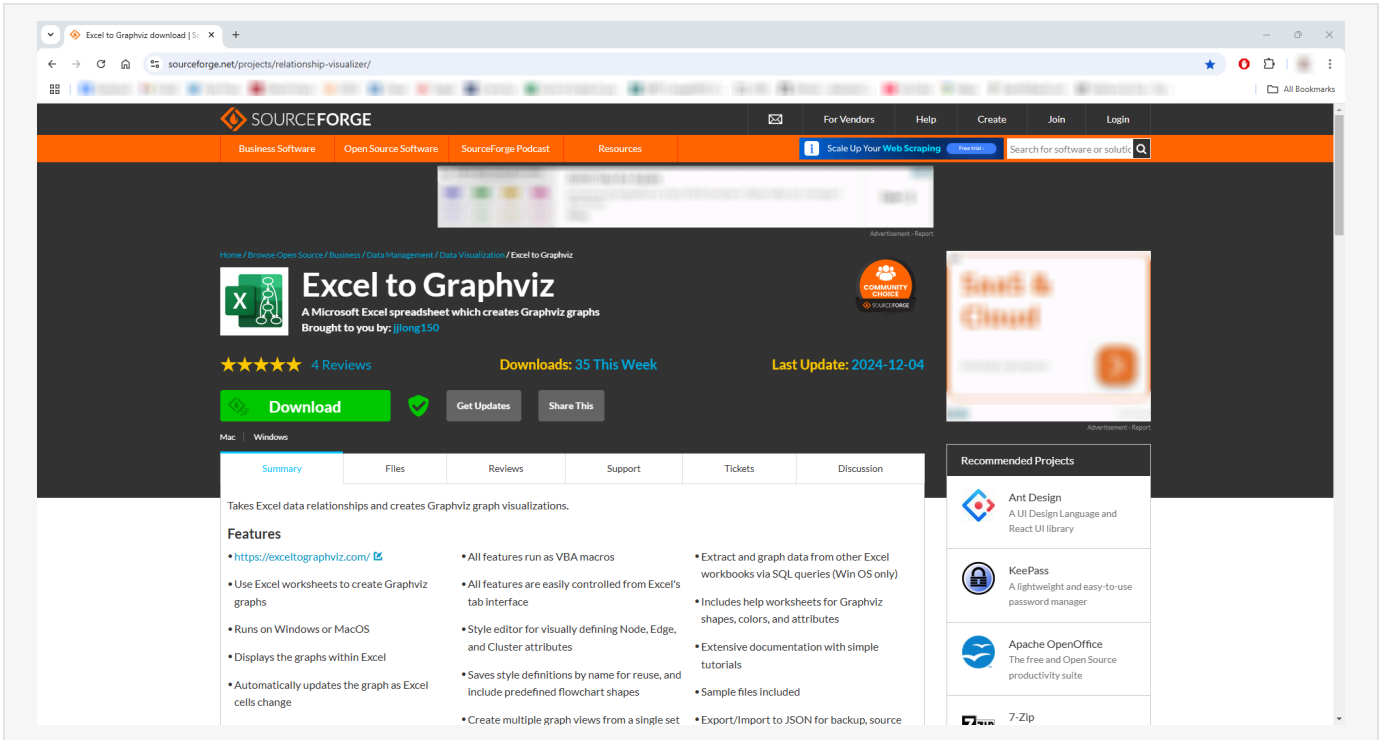 Excel to Graphviz download | So
sourceforge.net/projects/relationship-visualizer/
All Bookmarks
SOURCEFORGE
For Vendors
Help
Create
Join
Login
Business Software
Open Source Software
SourceForge Podcast
Resources
i Scale Up Your Web Scraping Free trial ›
Search for software or solutic
Advertisement - Report
Home / Browse Open Source / Business / Data Management / Data Visualization / Excel to Graphviz
X
Excel to Graphviz
A Microsoft Excel spreadsheet which creates Graphviz graphs
Brought to you by: jjlong150
COMMUNITY
CHOICE
SOURCEFORGE
SaaS &
Cloud
4 Reviews
Downloads: 35 This Week
Last Update: 2024-12-04
Download
Get Updates
Share This
Advertisement - Report
Mac | Windows
Summary
Files
Reviews
Support
Tickets
Discussion
Takes Excel data relationships and creates Graphviz graph visualizations.
Features
• https://exceltographviz.com/
• Use Excel worksheets to create Graphviz
graphs
• Runs on Windows or MacOS
• Displays the graphs within Excel
• Automatically updates the graph as Excel
cells change
• All features run as VBA macros
• All features are easily controlled from Excel's
tab interface
• Style editor for visually defining Node, Edge,
and Cluster attributes
• Saves style definitions by name for reuse, and
include predefined flowchart shapes
• Create multiple graph views from a single set
• Extract and graph data from other Excel
workbooks via SQL queries (Win OS only)
• Includes help worksheets for Graphviz
shapes, colors, and attributes
• Extensive documentation with simple
tutorials
• Sample files included
• Export/Import to JSON for backup, source
Recommended Projects
Ant Design
A UI Design Language and
React UI library
KeePass
A lightweight and easy-to-use
password manager
Apache OpenOffice
The free and Open Source
productivity suite
7-Zip